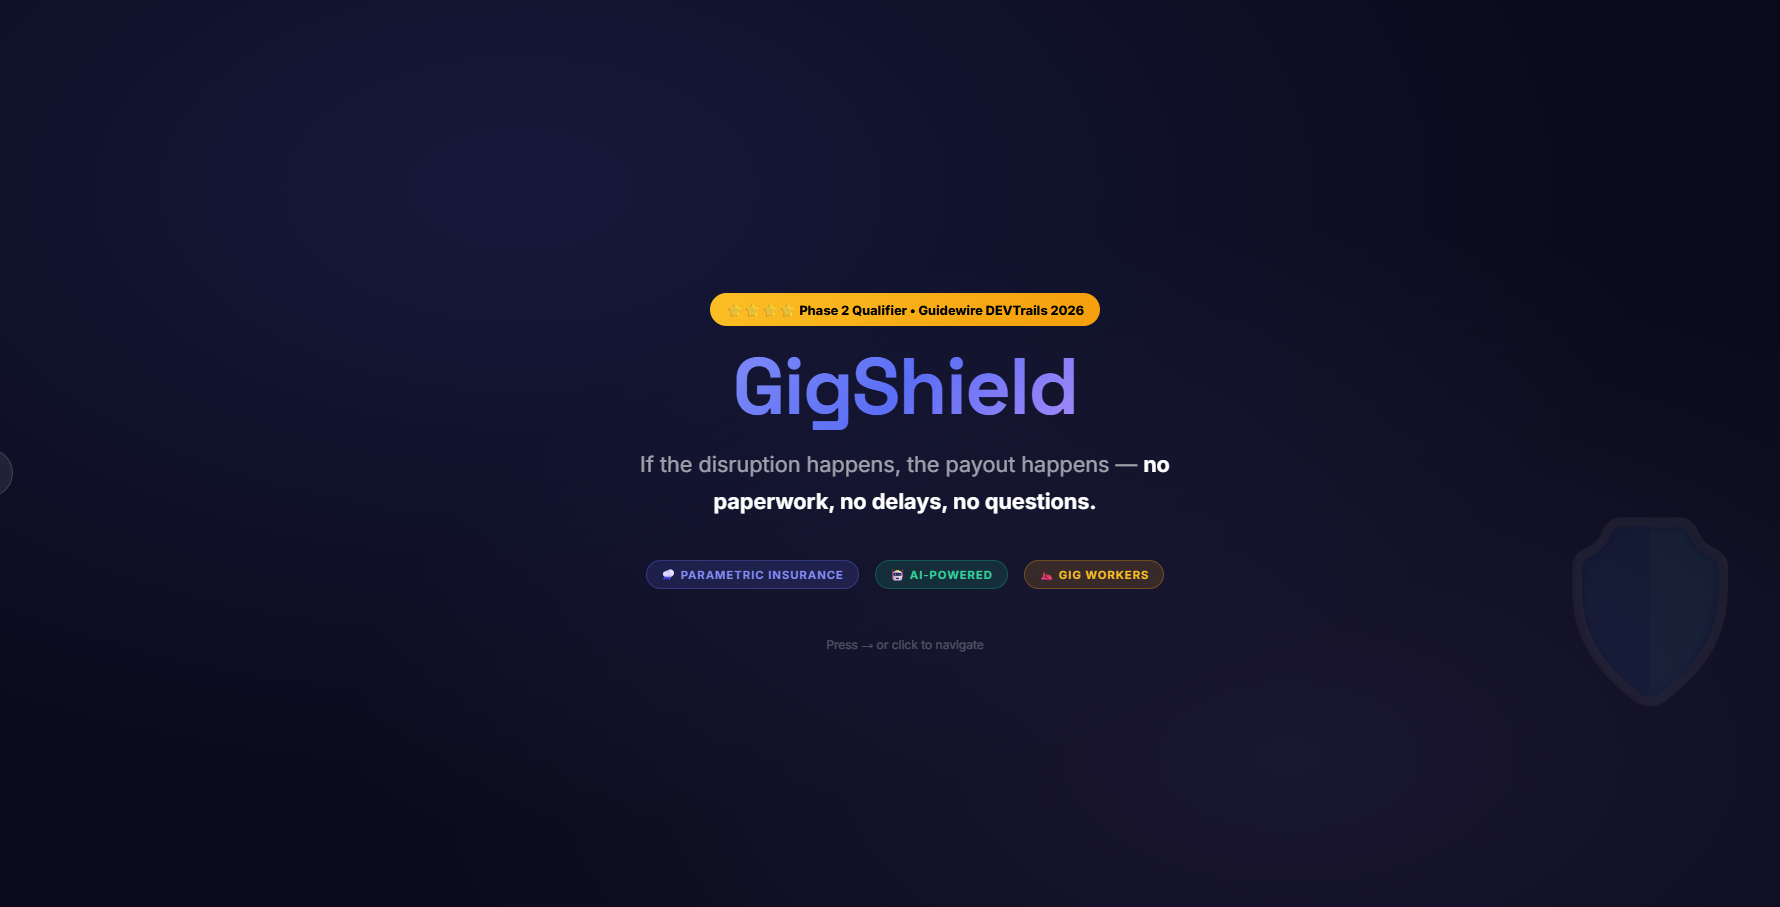 ⭐⭐⭐⭐ Phase 2 Qualifier • Guidewire DEVTrails 2026
GigShield
If the disruption happens, the payout happens — no
paperwork, no delays, no questions.
PARAMETRIC INSURANCE
AI-POWERED
GIG WORKERS
Press → or click to navigate